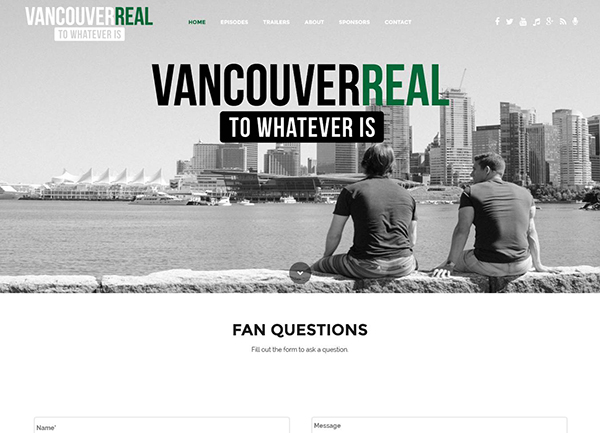 VANCOUVERREAL
TO WHATEVER IS
HOME EPISODES TRAILERS ABOUT SPONSORS CONTACT
VANCOUVERREAL
TO WHATEVER IS
FAN QUESTIONS
Fill out the form to ask a question.
Name*
Message